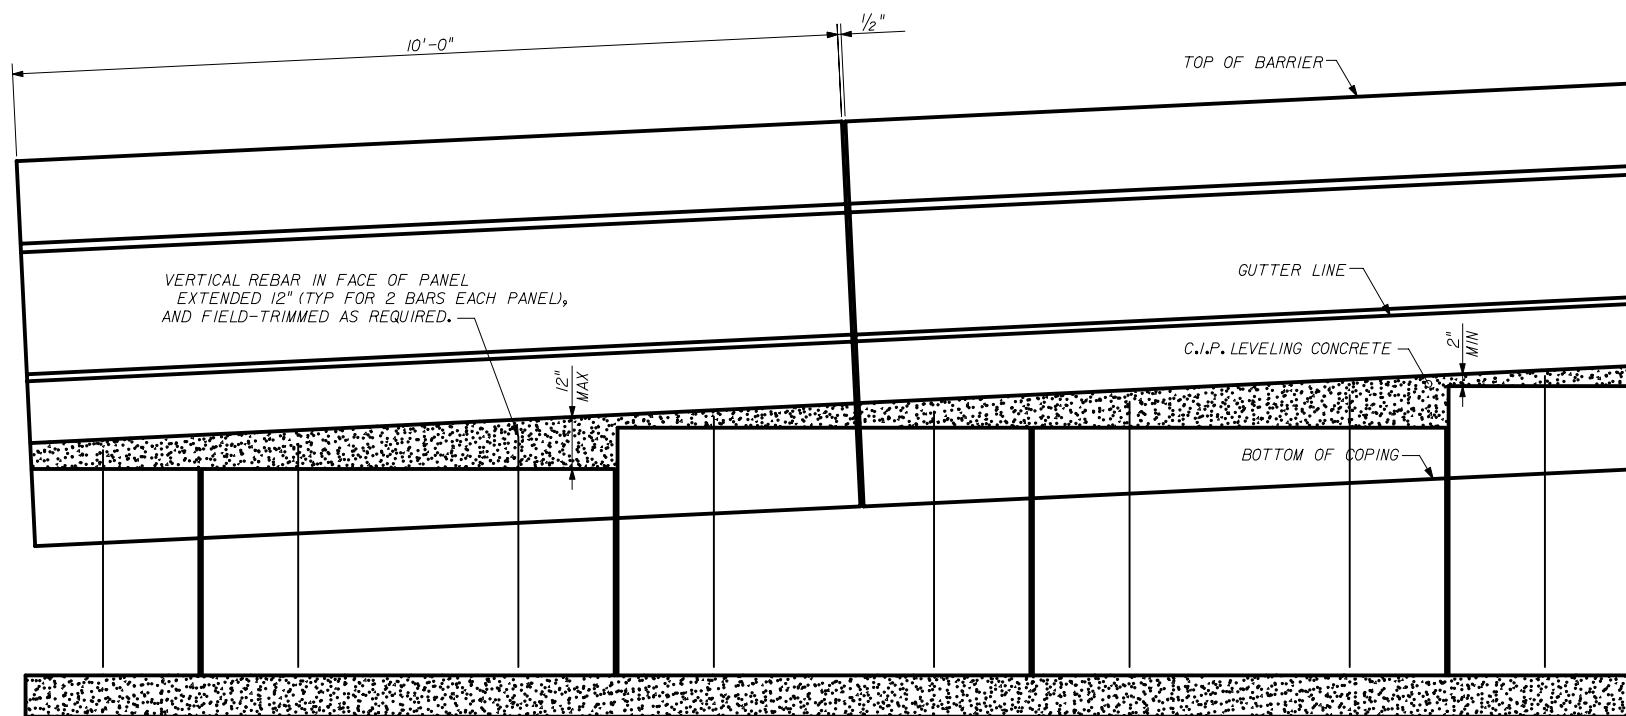 10'-0"
1/2"
TOP OF BARRIER
VERTICAL REBAR IN FACE OF PANEL
EXTENDED 12" (TYP FOR 2 BARS EACH PANEL),
AND FIELD-TRIMMED AS REQUIRED.
GUTTER LINE
C.I.P. LEVELING CONCRETE
2"
MIN
12"
MAX
BOTTOM OF COPING